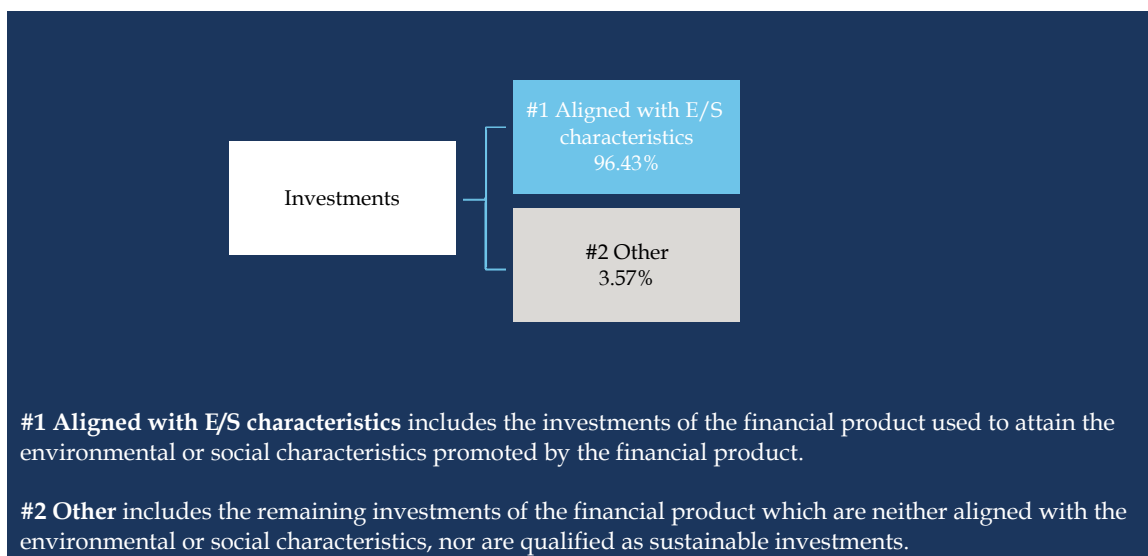 #1 Aligned with E/S
characteristics
96.43%
Investments
#2 Other
3.57%
#1 Aligned with E/S characteristics includes the investments of the financial product used to attain the
environmental or social characteristics promoted by the financial product.
#2 Other includes the remaining investments of the financial product which are neither aligned with the
environmental or social characteristics, nor are qualified as sustainable investments.